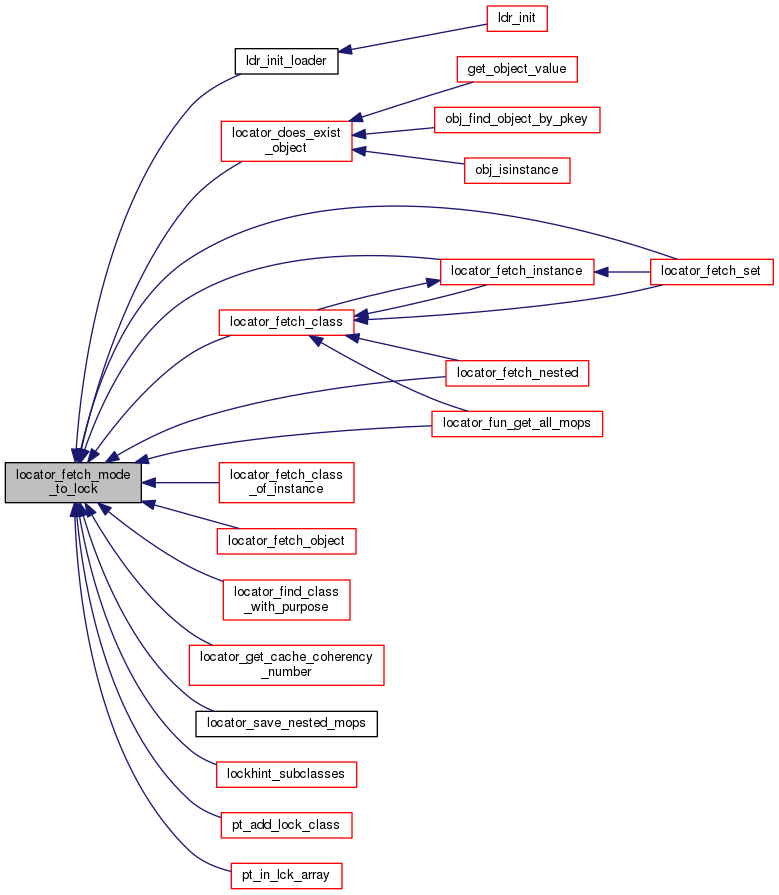 ldr_init
ldr_init_loader
get_object_value
obj_find_object_by_pkey
locator_does_exist
_object
obj_isinstance
locator_fetch_instance
locator_fetch_set
locator_fetch_class
locator_fetch_nested
locator_fun_get_all_mops
locator_fetch_mode
_to_lock
locator_fetch_class
_of_instance
locator_fetch_object
locator_find_class
_with_purpose
locator_get_cache_coherency
_number
locator_save_nested_mops
lockhint_subclasses
pt_add_lock_class
pt_in_lck_array